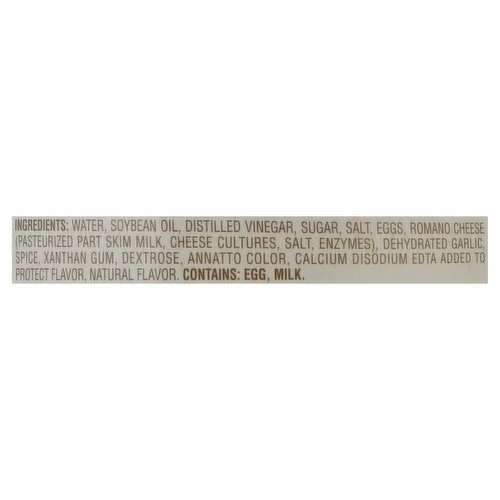 INGREDIENTS: WATER, SOYBEAN OIL, DISTILLED VINEGAR, SUGAR, SALT, EGGS, ROMANO CHEESE
(PASTEURIZED PART SKIM MILK, CHEESE CULTURES, SALT, ENZYMES), DEHYDRATED GARLIC,
SPICE, XANTHAN GUM, DEXTROSE, ANNATTO COLOR, CALCIUM DISODIUM EDTA ADDED TO
PROTECT FLAVOR, NATURAL FLAVOR. CONTAINS: EGG, MILK.